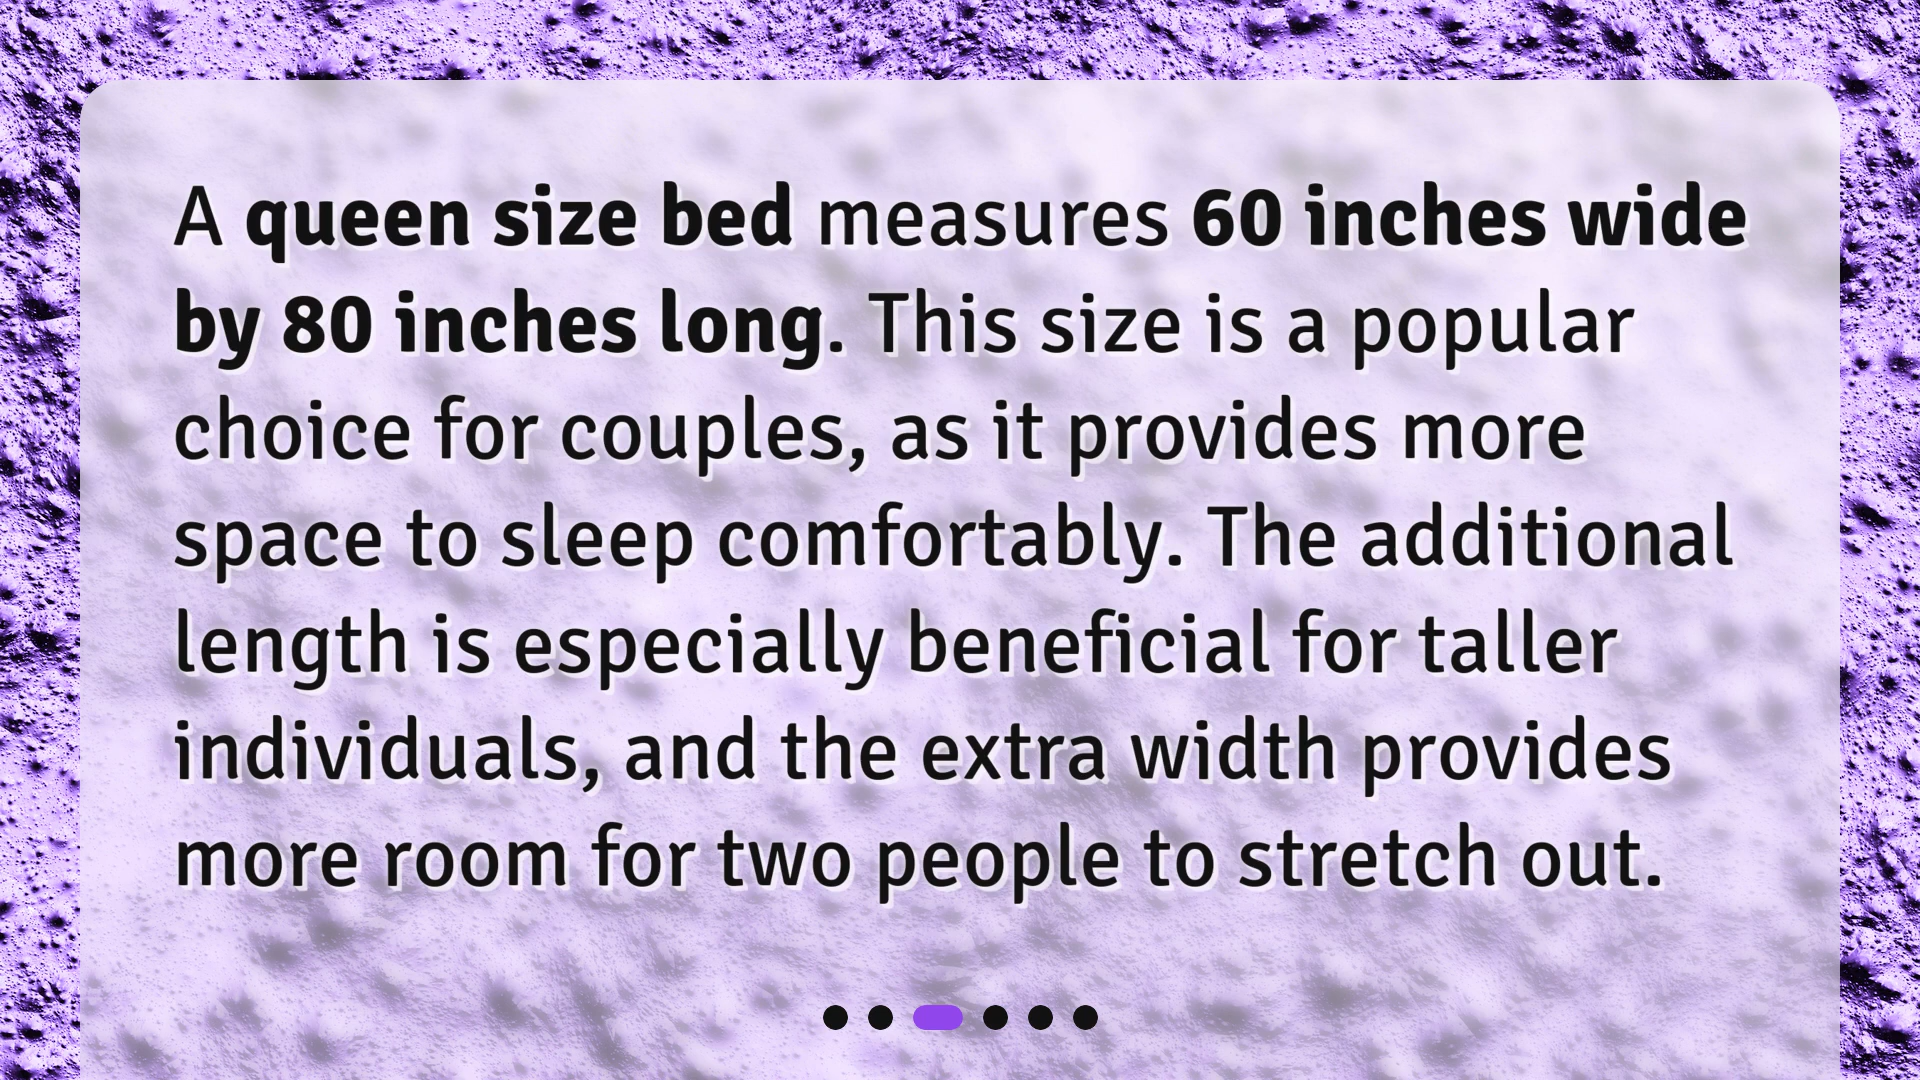 A queen size bed measures 60 inches wide
by 80 inches long. This size is a popular
choice for couples, as it provides more
space to sleep comfortably. The additional
length is especially beneficial for taller
individuals, and the extra width provides
more room for two people to stretch out.